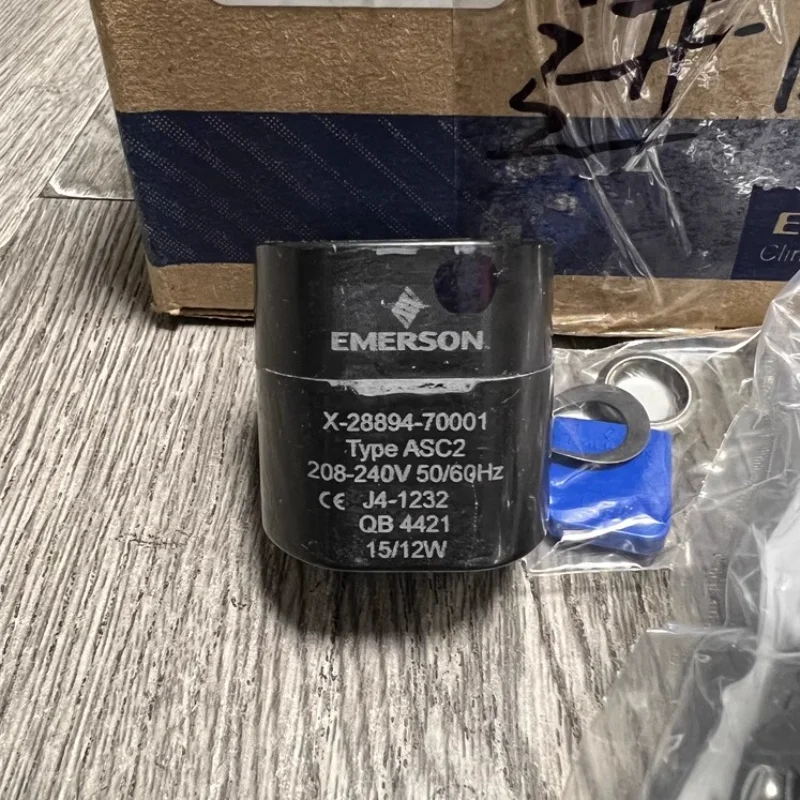 EMERSON
X-28894-70001
Type ASC2
208-240V 50/60Hz
CE J4-1232
QB 4421
15/12W